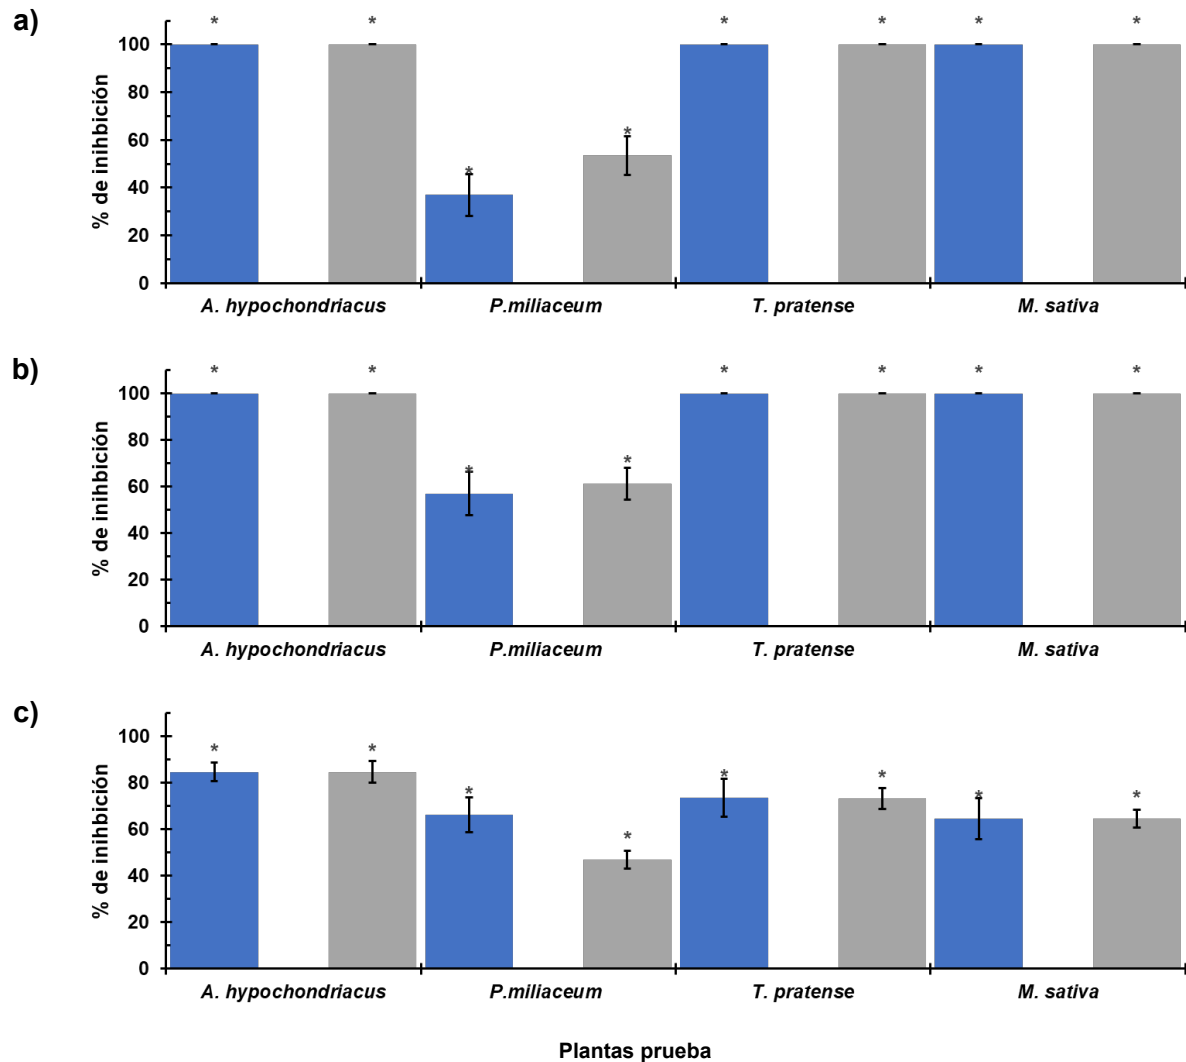 a)
* * * * * * * *
100
80
60
40
20
0
% de inihbición
A. hypochondriacus P.miliaceum T. pratense M. sativa
b)
* * * * * * * *
100
80
60
40
20
0
% de inihbición
A. hypochondriacus P.miliaceum T. pratense M. sativa
c)
* * * * * * * *
100
80
60
40
20
0
% de inihbición
A. hypochondriacus P.miliaceum T. pratense M. sativa
Plantas prueba